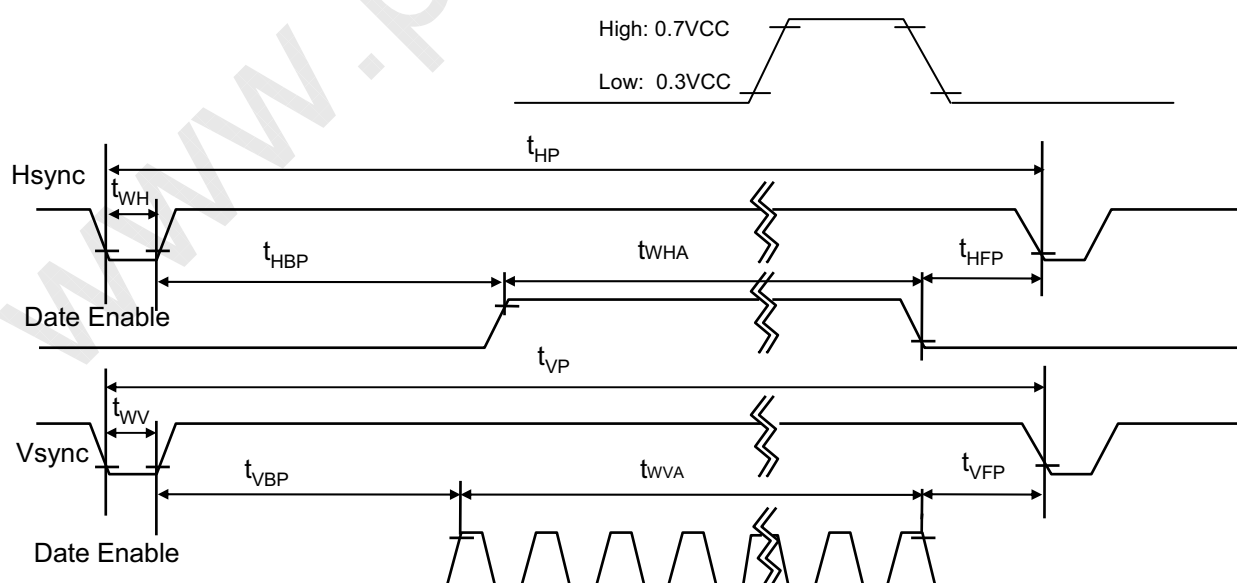 www.p
High: 0.7VCC
Low: 0.3VCC
tHP
Hsync
tWH
tHBP
tWHA
tHFP
Date Enable
tVP
tWV
Vsync
tVBP
tWVA
tVFP
Date Enable